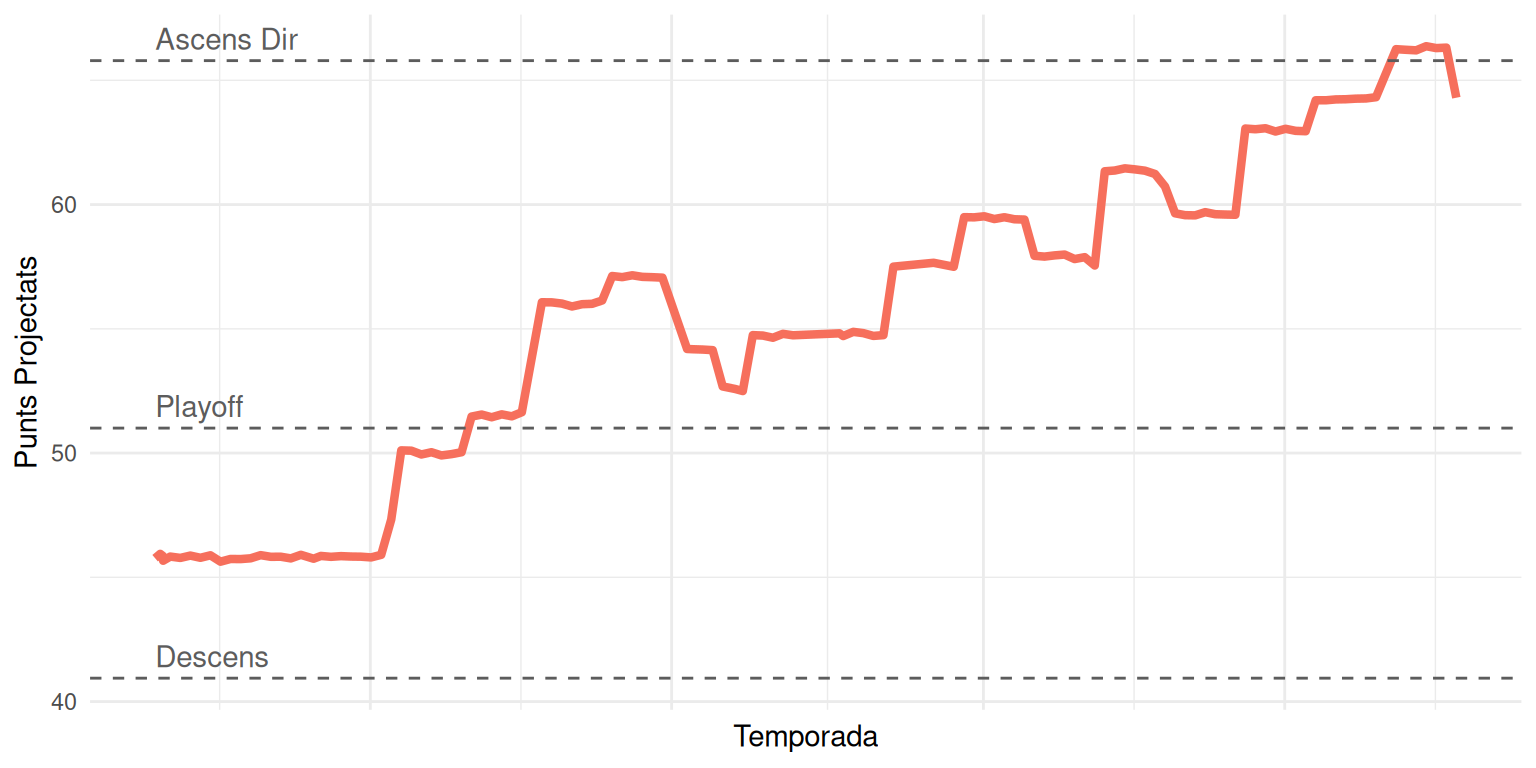 Ascens Dir
60
Playoff
50
Descens
40
Punts Projectats
Temporada